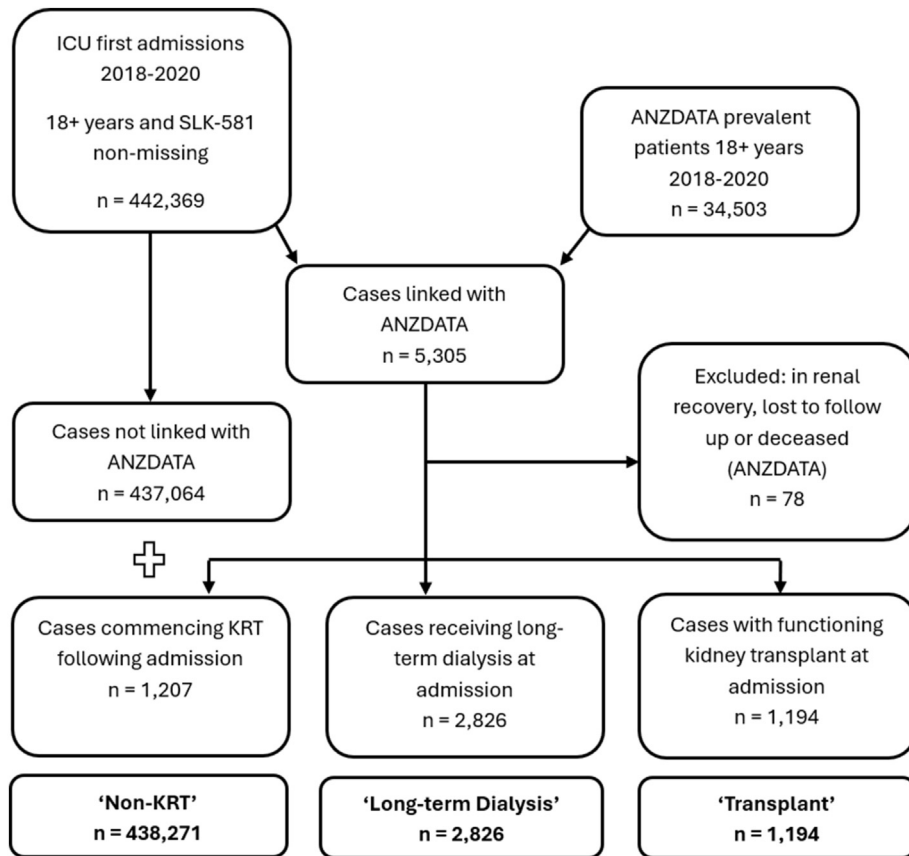 ICU first admissions
2018-2020
18+ years and SLK-581
non-missing
n = 442,369
ANZDATA prevalent
patients 18+ years
2018-2020
n = 34,503
Cases linked with
ANZDATA
n = 5,305
Excluded: in renal
recovery, lost to follow
up or deceased
(ANZDATA)
n = 78
Cases not linked with
ANZDATA
n = 437,064
Cases commencing KRT
following admission
n = 1,207
Cases receiving long-
term dialysis at
admission
n = 2,826
Cases with functioning
kidney transplant at
admission
n = 1,194
‘Non-KRT’
n = 438,271
‘Long-term Dialysis’
n = 2,826
‘Transplant’
n = 1,194